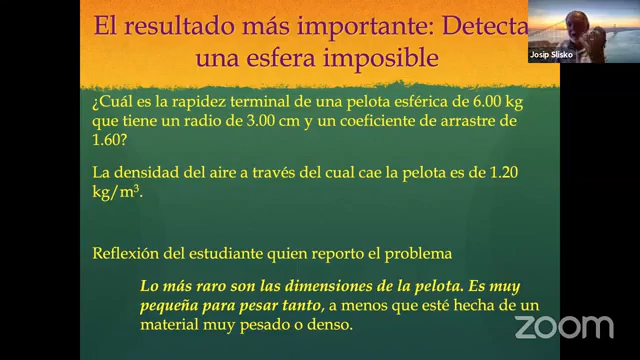 El resultado más importante: Detecta
una esfera imposible
Josip Slisko
¿Cuál es la rapidez terminal de una pelota esférica de 6.00 kg
que tiene un radio de 3.00 cm y un coeficiente de arrastre de
1.60?
La densidad del aire a través del cual cae la pelota es de 1.20
kg/m³.
Reflexión del estudiante quien reporto el problema
Lo más raro son las dimensiones de la pelota. Es muy
pequeña para pesar tanto, a menos que esté hecha de un
material muy pesado o denso.
zoom